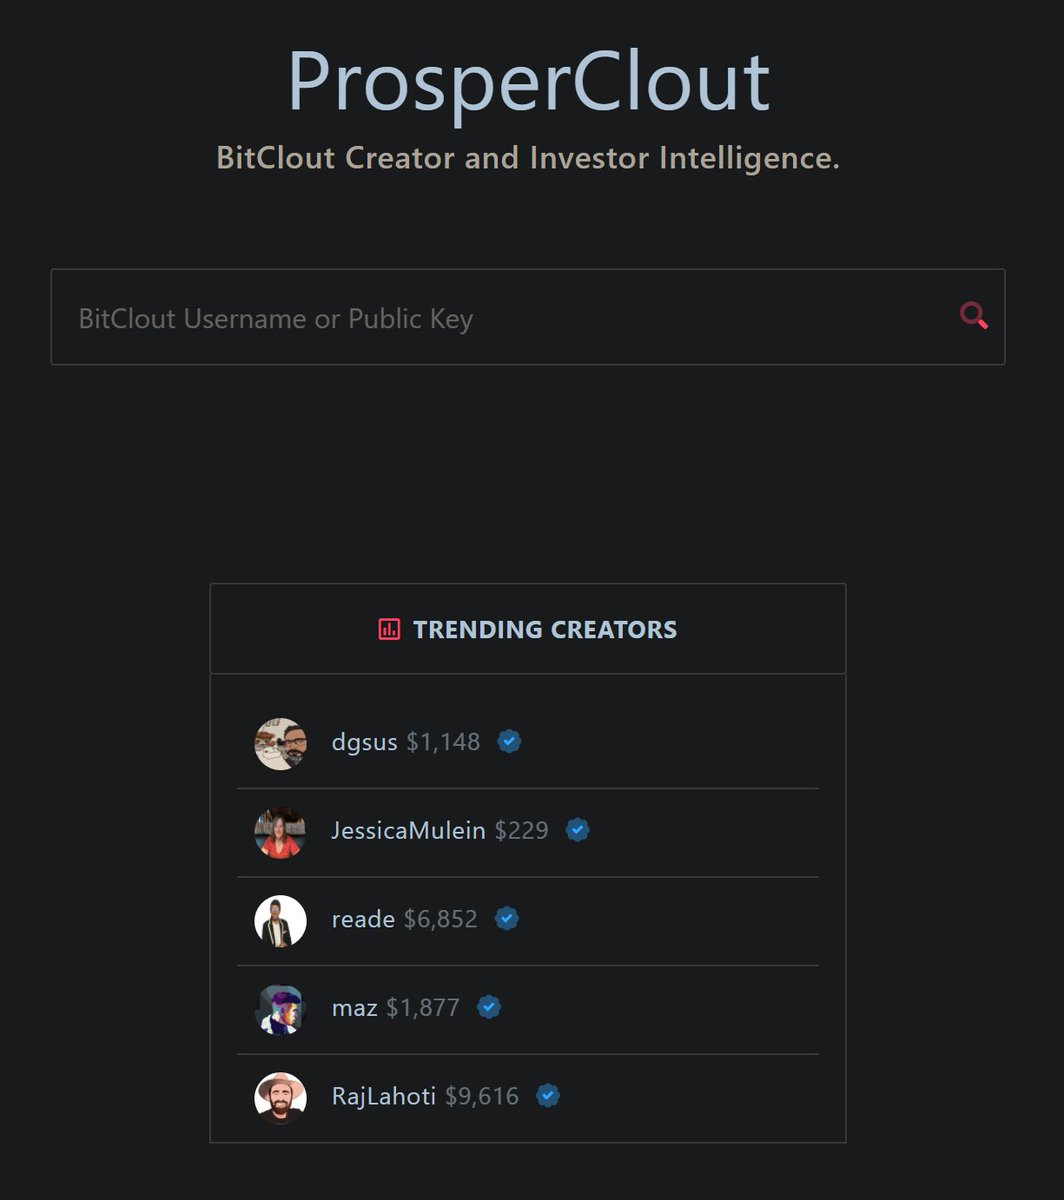 ProsperClout
BitClout Creator and Investor Intelligence.
BitClout Username or Public Key
TRENDING CREATORS
dgsus $1,148
JessicaMulein $229
reade $6,852
maz $1,877
RajLahoti $9,616